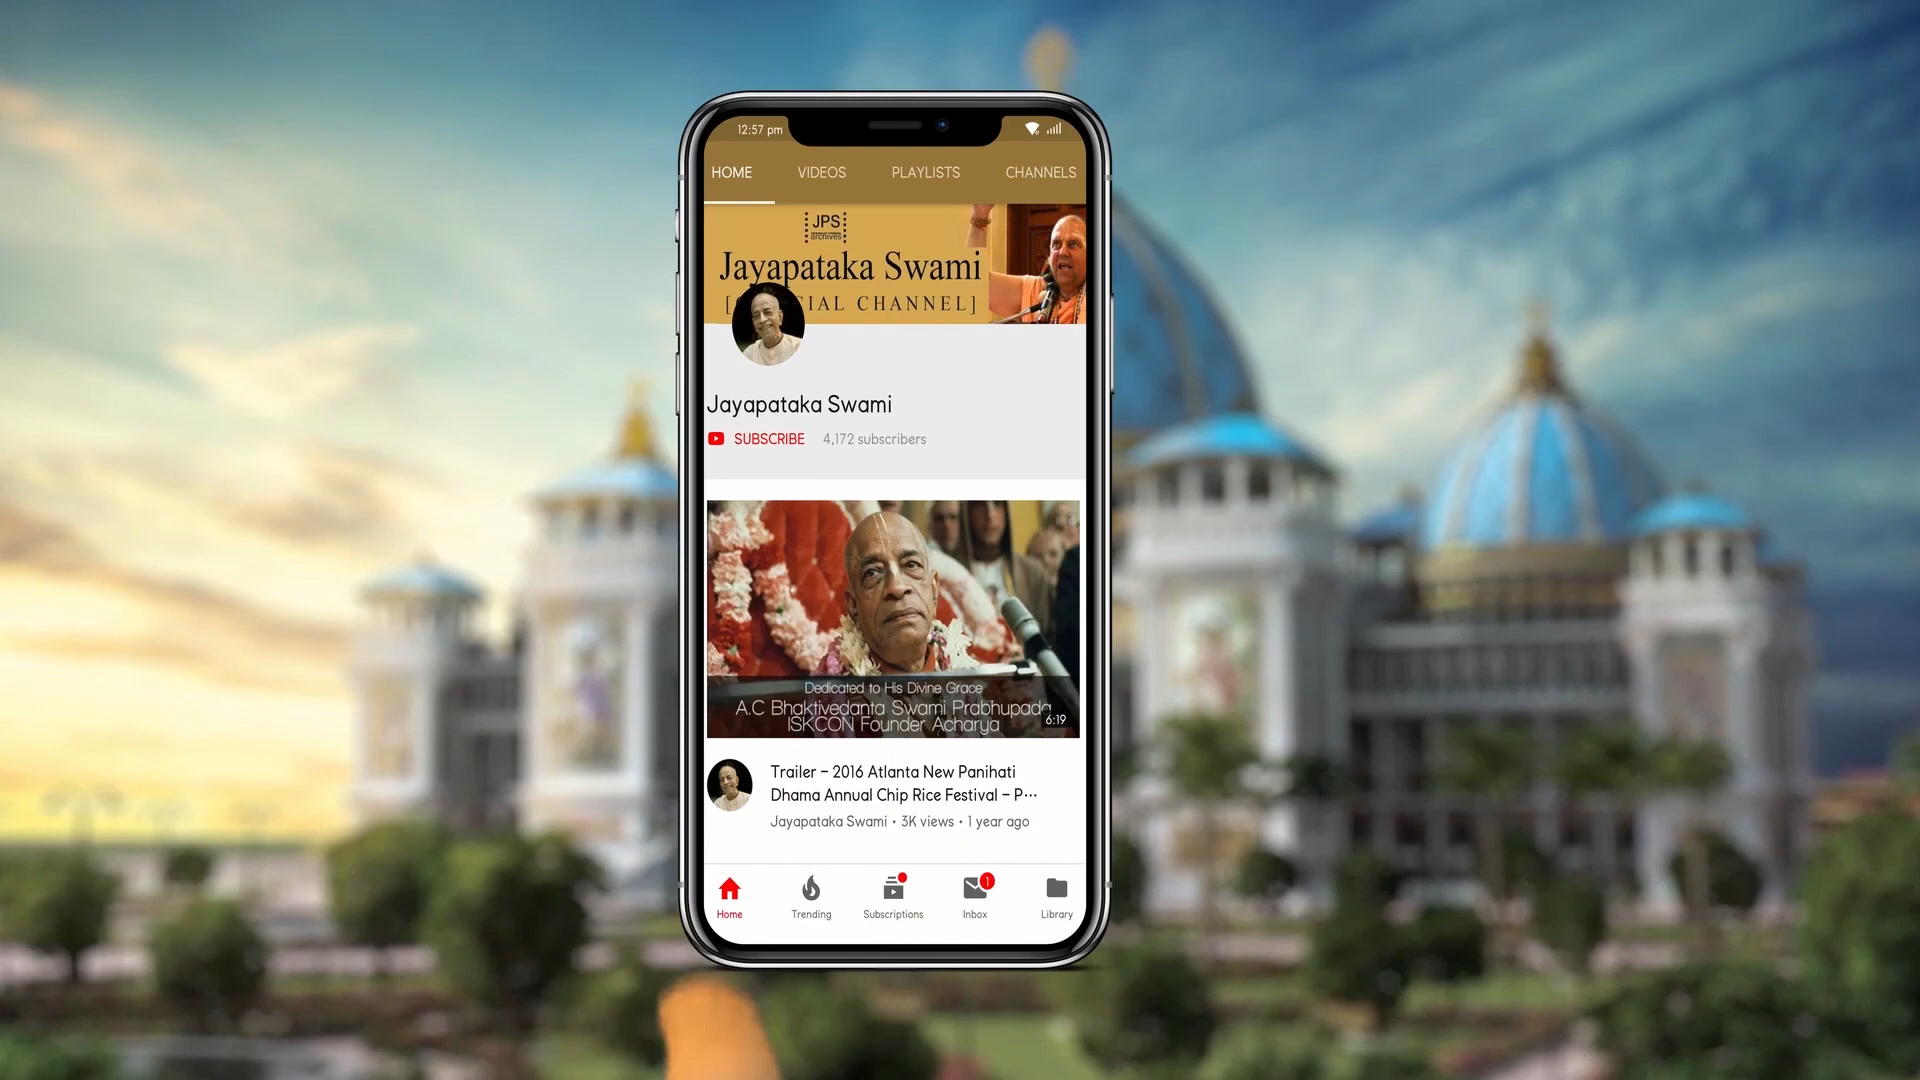 12:57 pm
HOME VIDEOS PLAYLISTS CHANNELS
JPS
archives
Jayapataka Swami
CIAL CHANNEL]
Jayapataka Swami
SUBSCRIBE 4,172 subscribers
Dedicated to His Divine Grace
A.C Bhaktivedanta Swami Prabhupada
ISKCON Founder Acharya
6:19
Trailer – 2016 Atlanta New Panihati
Dhama Annual Chip Rice Festival – P…
Jayapataka Swami • 3K views • 1 year ago
1
Home Trending Subscriptions Inbox Library